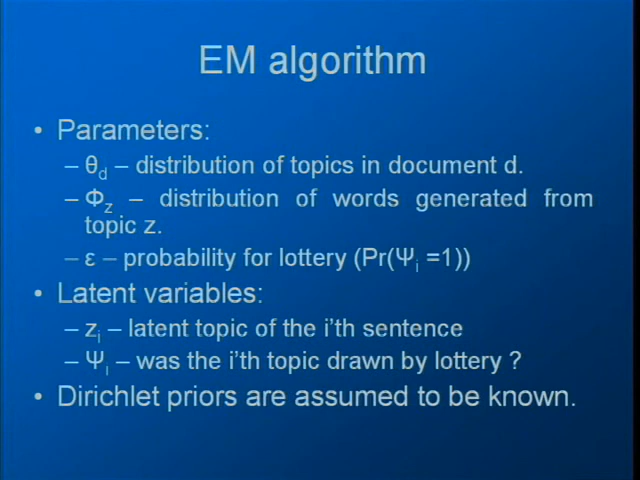 EM algorithm
• Parameters:
– θd – distribution of topics in document d.
– Φz – distribution of words generated from
topic z.
– ε – probability for lottery (Pr(Ψi =1))
• Latent variables:
– zi – latent topic of the i'th sentence
– Ψi – was the i'th topic drawn by lottery ?
• Dirichlet priors are assumed to be known.